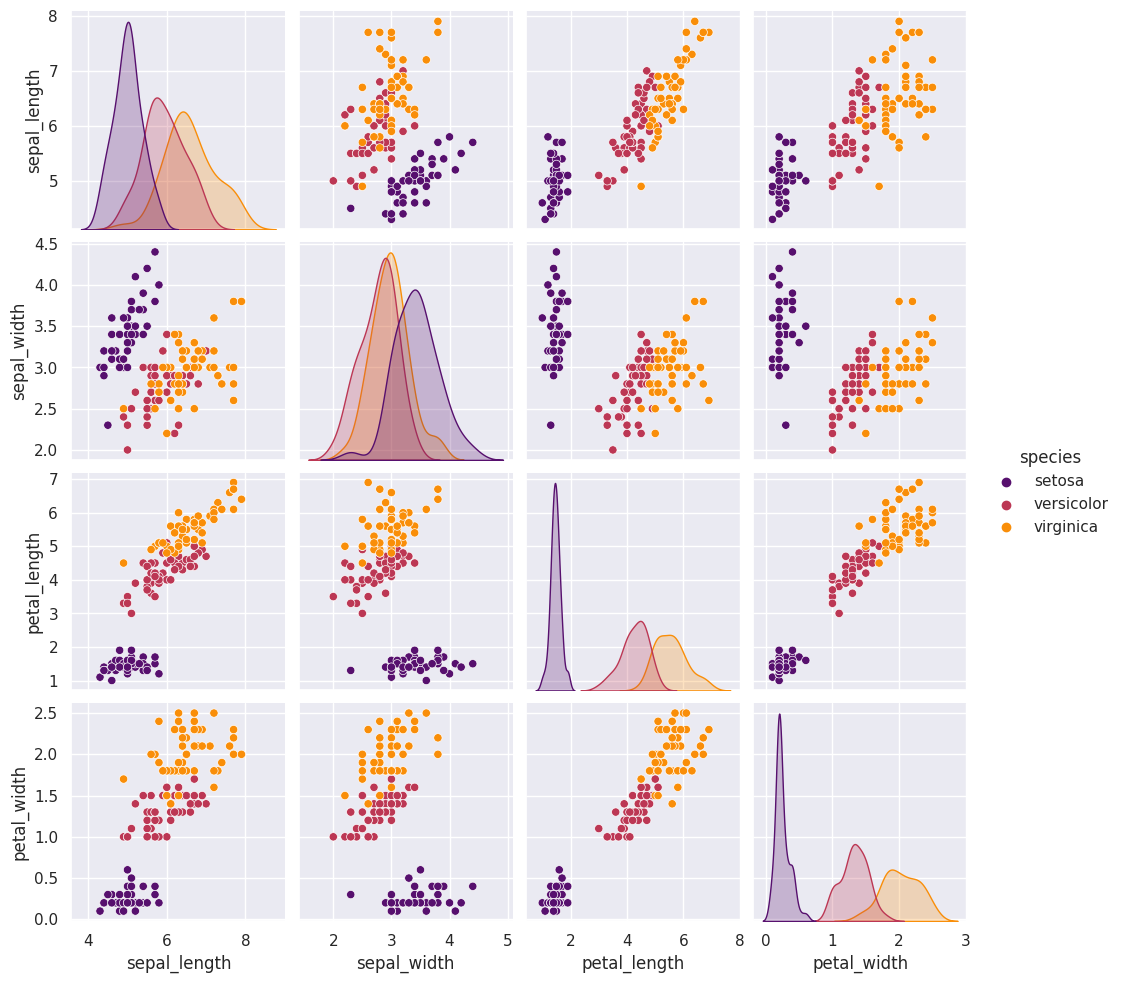 8
7
6
5
sepal_length
4.5
4.0
3.5
3.0
2.5
2.0
sepal_width
7
6
5
4
3
2
1
petal_length
2.5
2.0
1.5
1.0
0.5
0.0
petal_width
4 6 8
sepal_length
2 3 4 5
sepal_width
2 4 6 8
petal_length
0 1 2 3
petal_width
species
setosa
versicolor
virginica